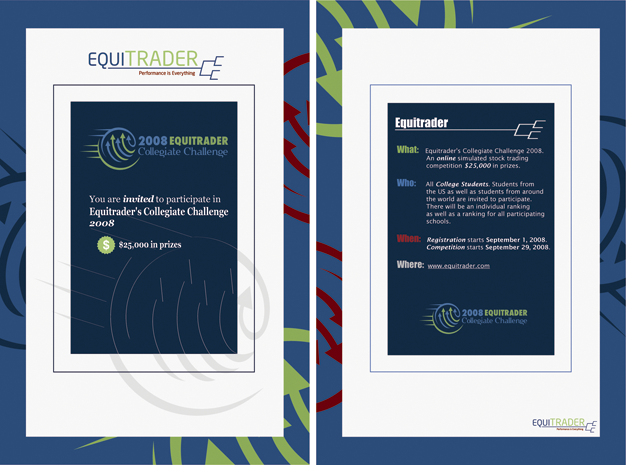 EQUITRADER
Performance is Everything
2008 EQUITRADER
Collegiate Challenge
You are invited to participate in
Equitrader's Collegiate Challenge
2008
$ $25,000 in prizes
Equitrader
What: Equitrader's Collegiate Challenge 2008.
An online simulated stock trading
competition $25,000 in prizes.
Who: All College Students. Students from
the US as well as students from around
the world are invited to participate.
There will be an individual ranking
as well as a ranking for all participating
schools.
When: Registration starts September 1, 2008.
Competition starts September 29, 2008.
Where: www.equitrader.com
2008 EQUITRADER
Collegiate Challenge
EQUITRADER
Performance is Everything